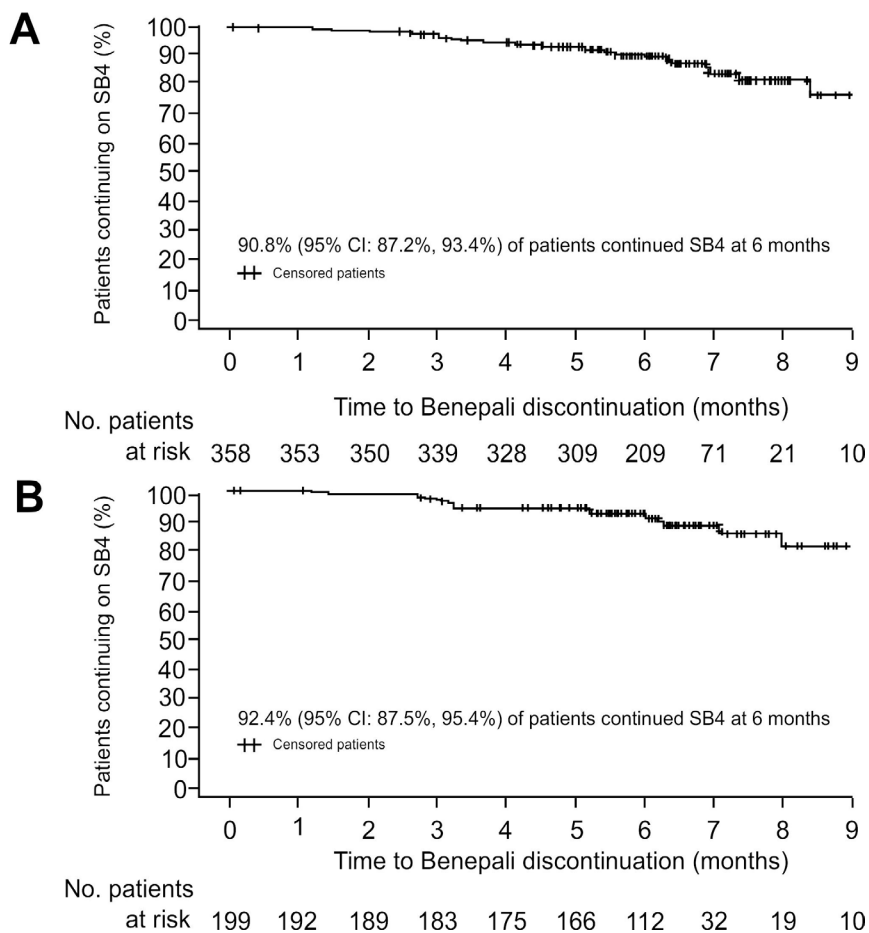 A
Patients continuing on SB4 (%)
100
90
80
70
60
50
40
30
20
10
0
90.8% (95% CI: 87.2%, 93.4%) of patients continued SB4 at 6 months
Censored patients
0 1 2 3 4 5 6 7 8 9
Time to Benepali discontinuation (months)
No. patients
at risk 358 353 350 339 328 309 209 71 21 10
B
Patients continuing on SB4 (%)
100
90
80
70
60
50
40
30
20
10
0
92.4% (95% CI: 87.5%, 95.4%) of patients continued SB4 at 6 months
Censored patients
0 1 2 3 4 5 6 7 8 9
Time to Benepali discontinuation (months)
No. patients
at risk 199 192 189 183 175 166 112 32 19 10